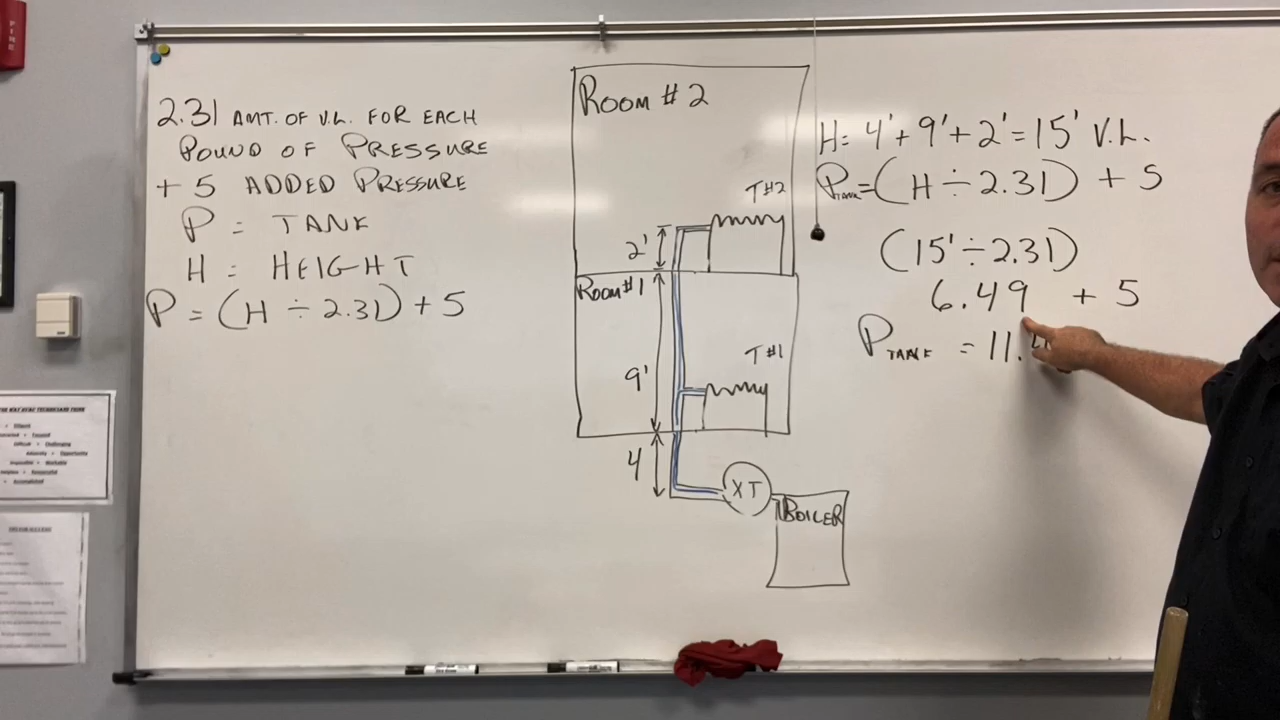 FIRE
2.31 AMT. OF V.L. FOR EACH
POUND OF PRESSURE
+ 5 ADDED PRESSURE
P = TANK
H = HEIGHT
P = (H ÷ 2.31) + 5
ROOM #2
T#2
2'
ROOM #1
T#1
9'
4
XT
BOILER
H= 4'+9'+2'=15' V.L.
PTANK=(H ÷ 2.31) + 5
(15' ÷ 2.31)
6.49 + 5
PTANK = 11.